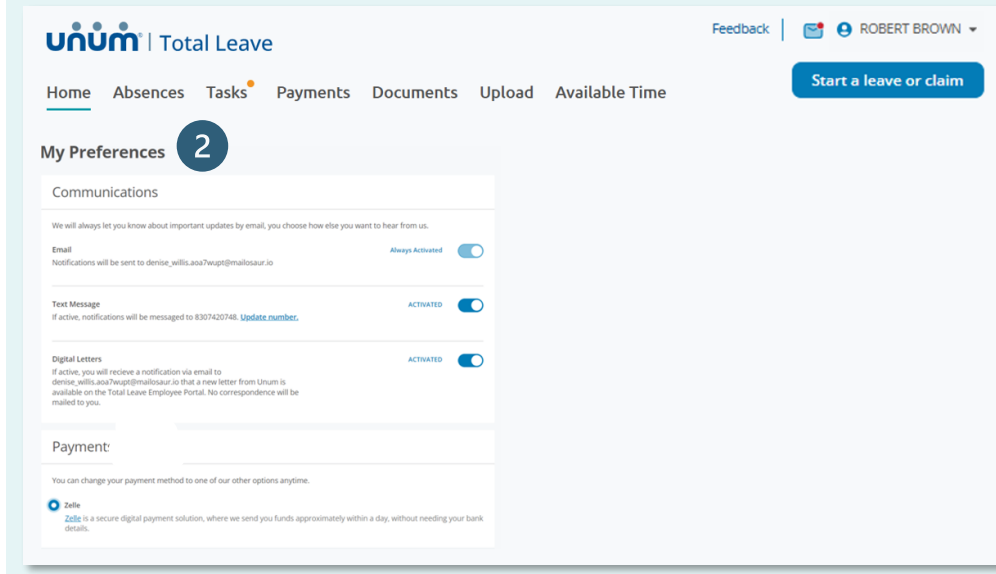 Feedback
ROBERT BROWN
unum | Total Leave
Start a leave or claim
Home Absences Tasks Payments Documents Upload Available Time
My Preferences 2
Communications
We will always let you know about important updates by email, you choose how else you want to hear from us.
Email
Always Activated
Notifications will be sent to denise_willis.aoa7wupt@mailosaur.io
Text Message
ACTIVATED
If active, notifications will be messaged to 8307420748. Update number.
Digital Letters
ACTIVATED
If active, you will recieve a notification via email to
denise_willis.aoa7wupt@mailosaur.io that a new letter from Unum is
available on the Total Leave Employee Portal. No correspondence will be
mailed to you.
Payment
You can change your payment method to one of our other options anytime.
Zelle
Zelle is a secure digital payment solution, where we send you funds approximately within a day, without needing your bank
details.